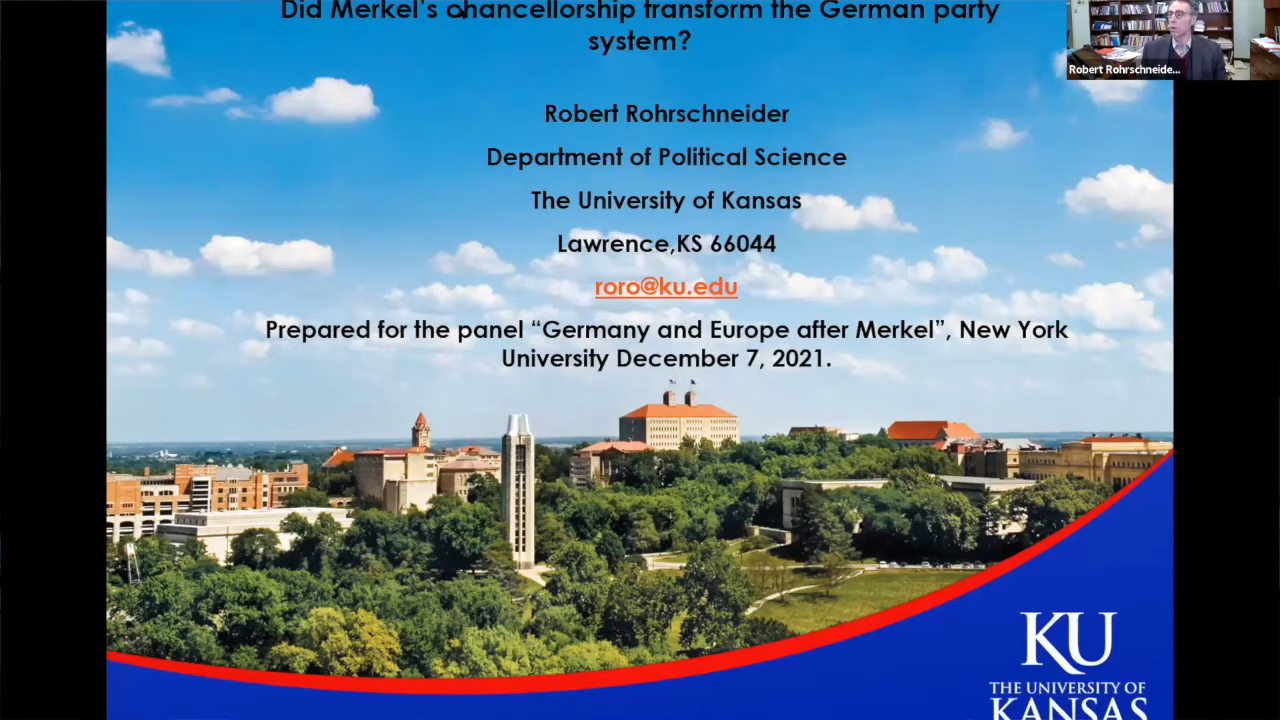 Did Merkel’s chancellorship transform the German party
system?
Robert Rohrschneide...
Robert Rohrschneider
Department of Political Science
The University of Kansas
Lawrence,KS 66044
roro@ku.edu
Prepared for the panel “Germany and Europe after Merkel”, New York
University December 7, 2021.
KU
THE UNIVERSITY OF
KANSAS